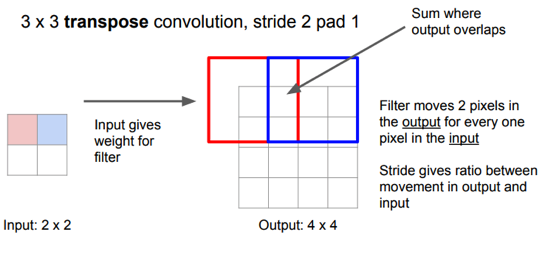 3 x 3 transpose convolution, stride 2 pad 1
Sum where
output overlaps
Input gives
weight for
filter
Filter moves 2 pixels in
the output for every one
pixel in the input
Stride gives ratio between
movement in output and
input
Input: 2 x 2
Output: 4 x 4